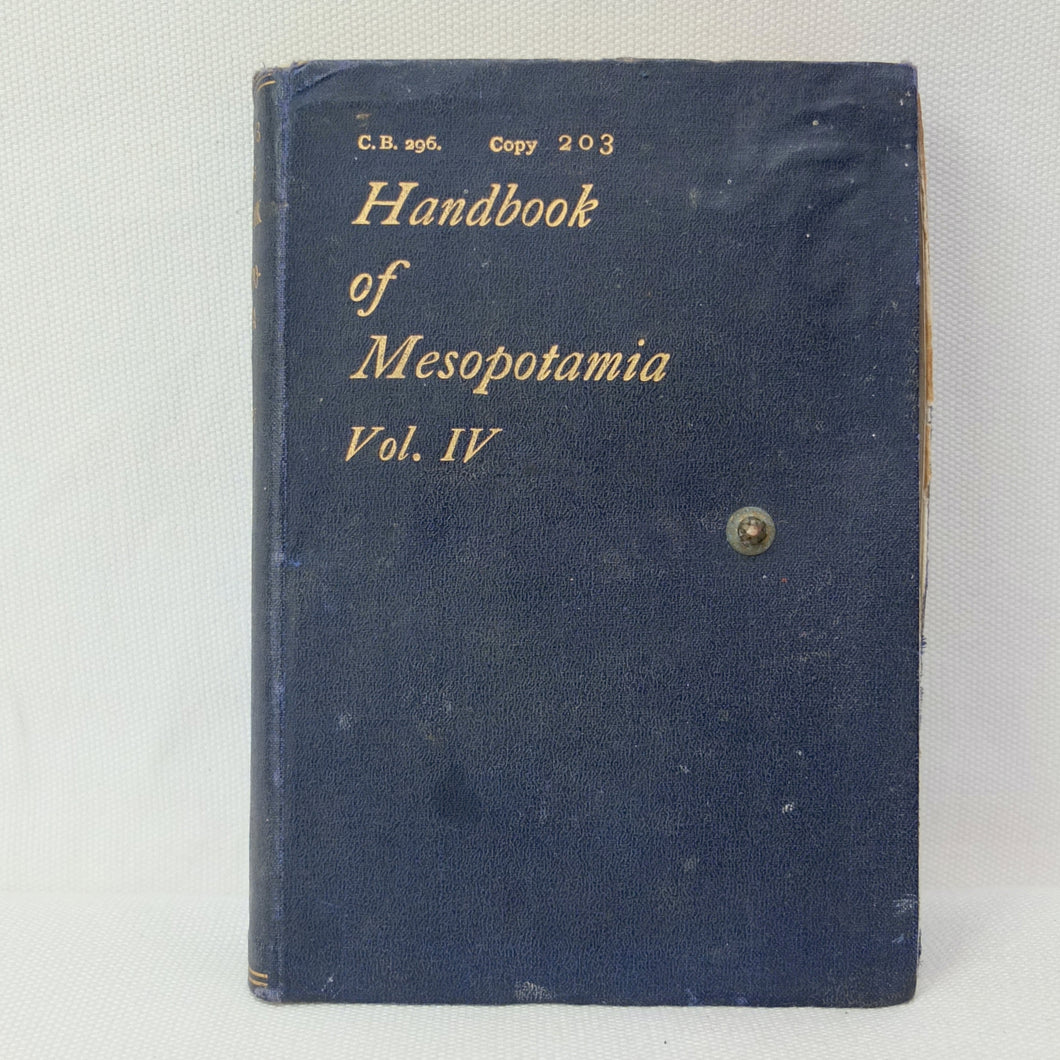 C. B. 296. Copy 203
Handbook
of
Mesopotamia
Vol. IV